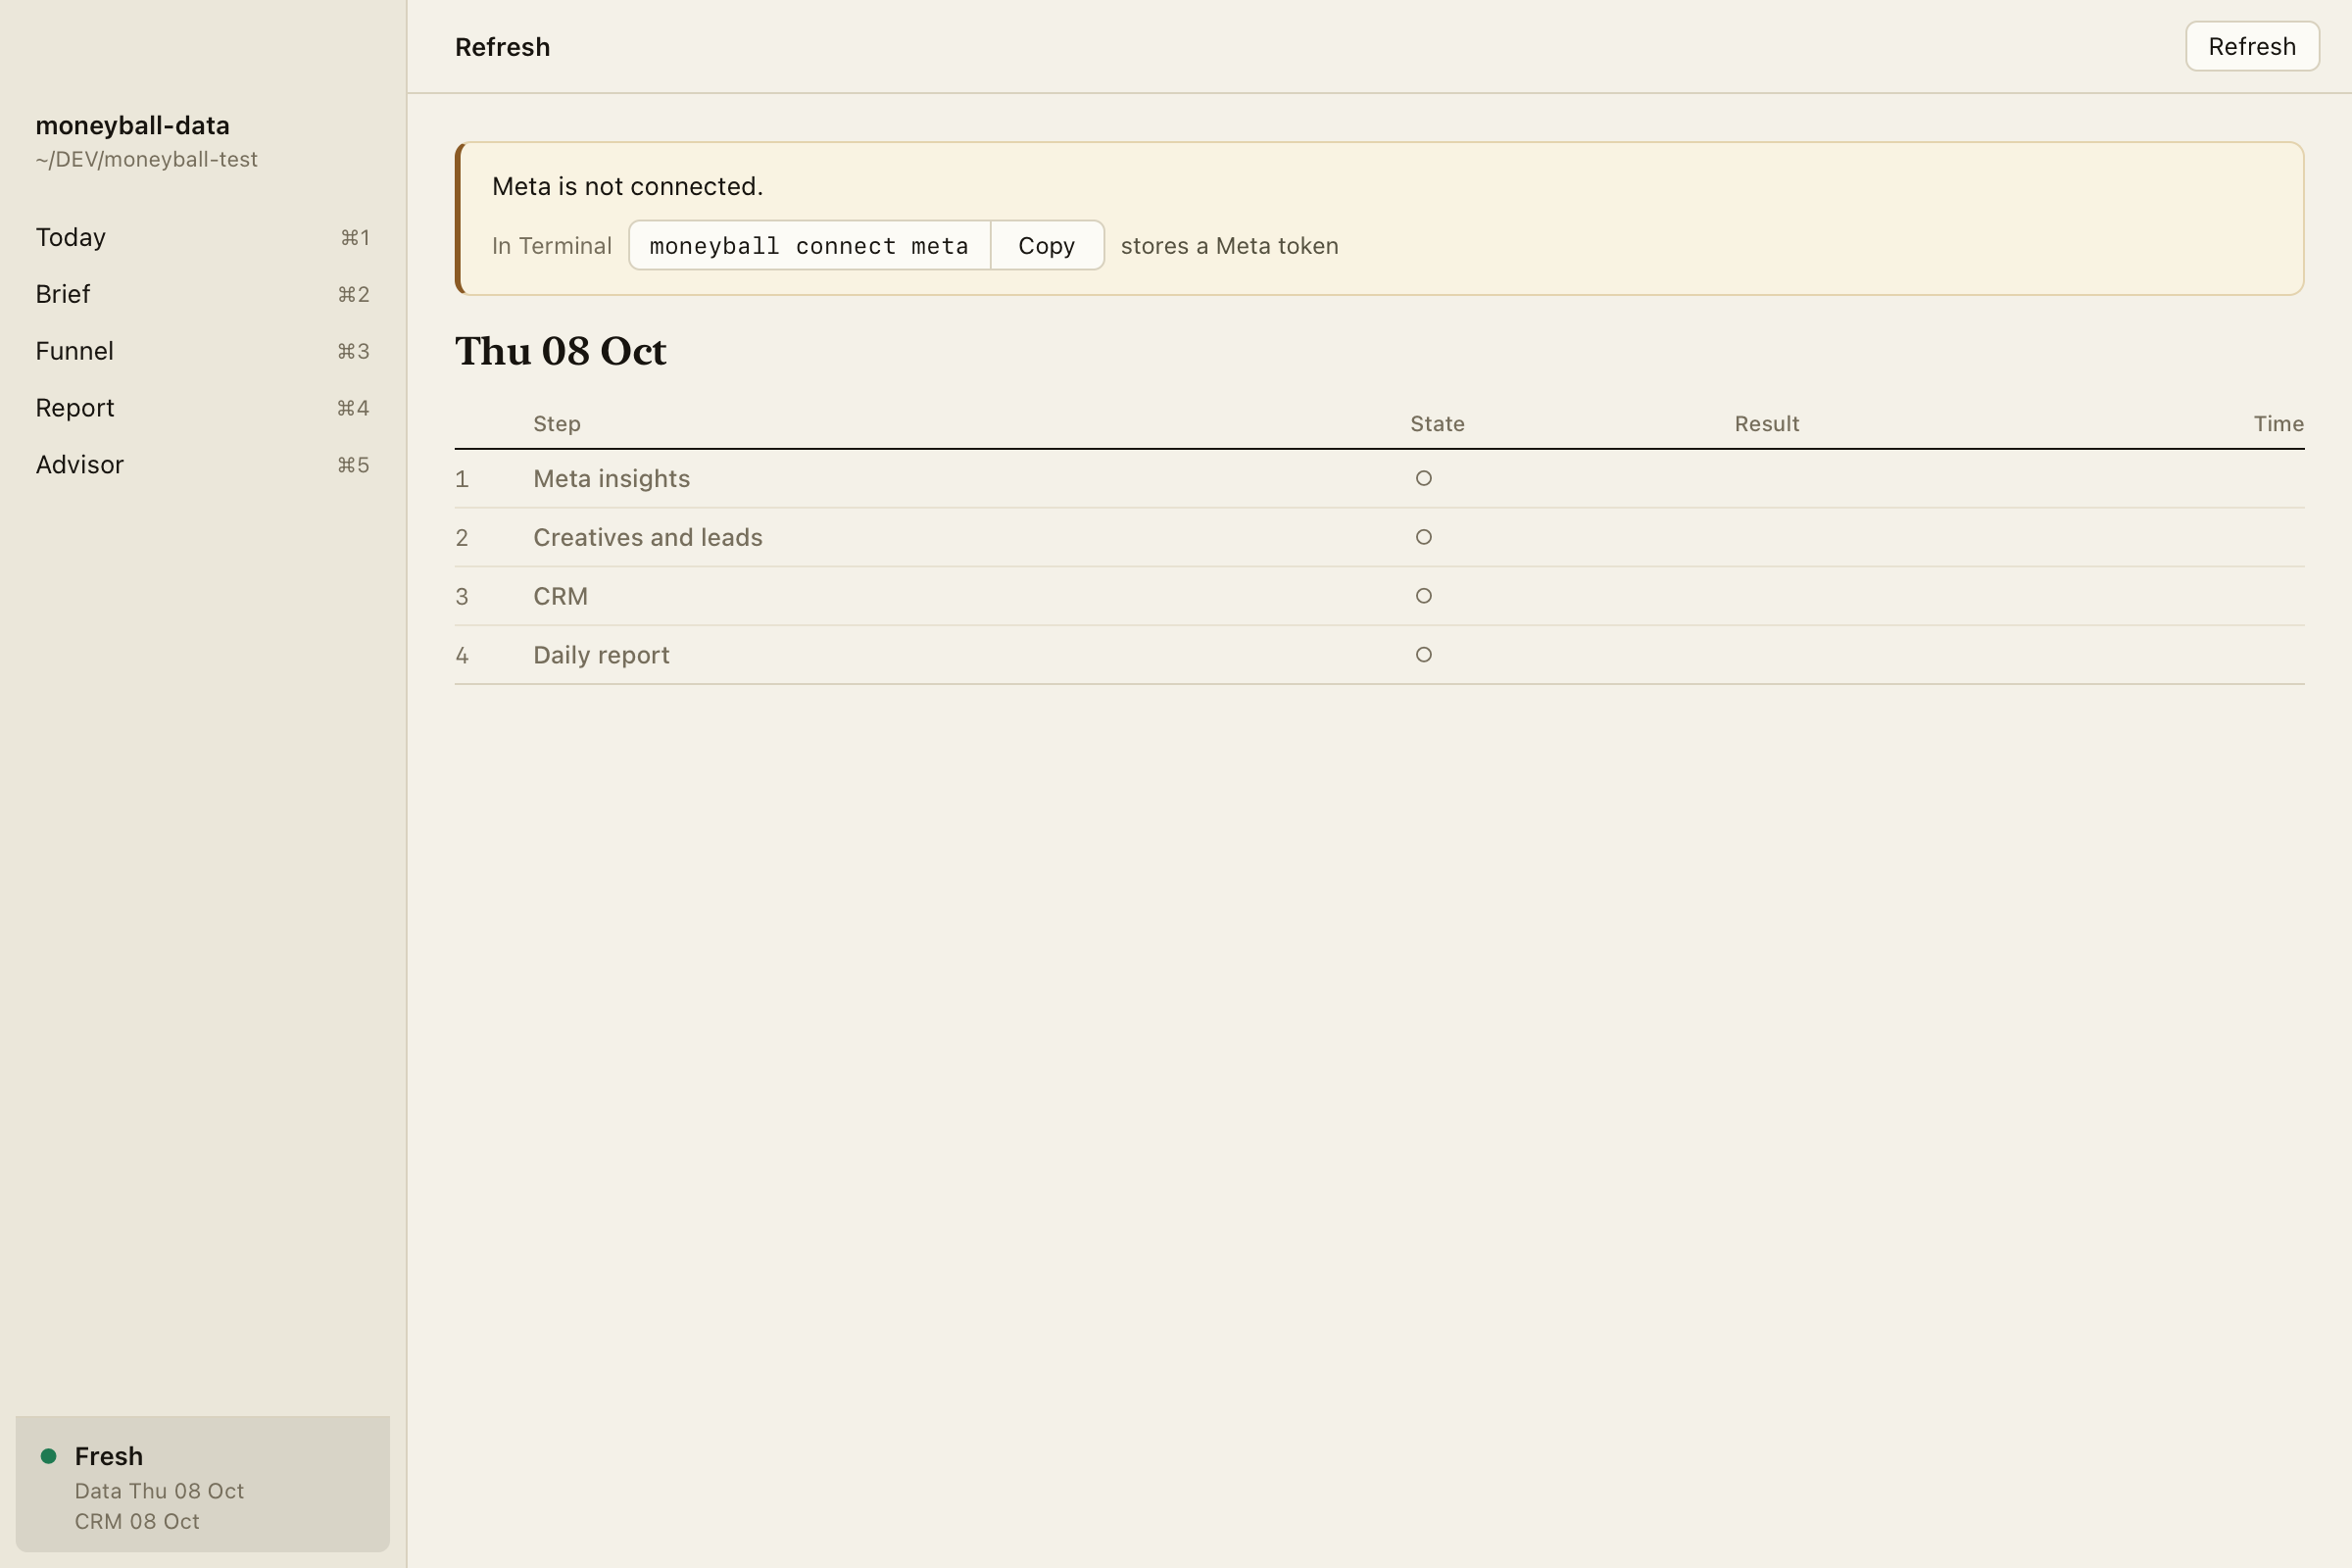 Refresh
Refresh
moneyball-data
~/DEV/moneyball-test
Today ⌘1
Brief ⌘2
Funnel ⌘3
Report ⌘4
Advisor ⌘5
Meta is not connected.
In Terminal moneyball connect meta Copy stores a Meta token
Thu 08 Oct
Step State Result Time
1 Meta insights
2 Creatives and leads
3 CRM
4 Daily report
Fresh
Data Thu 08 Oct
CRM 08 Oct